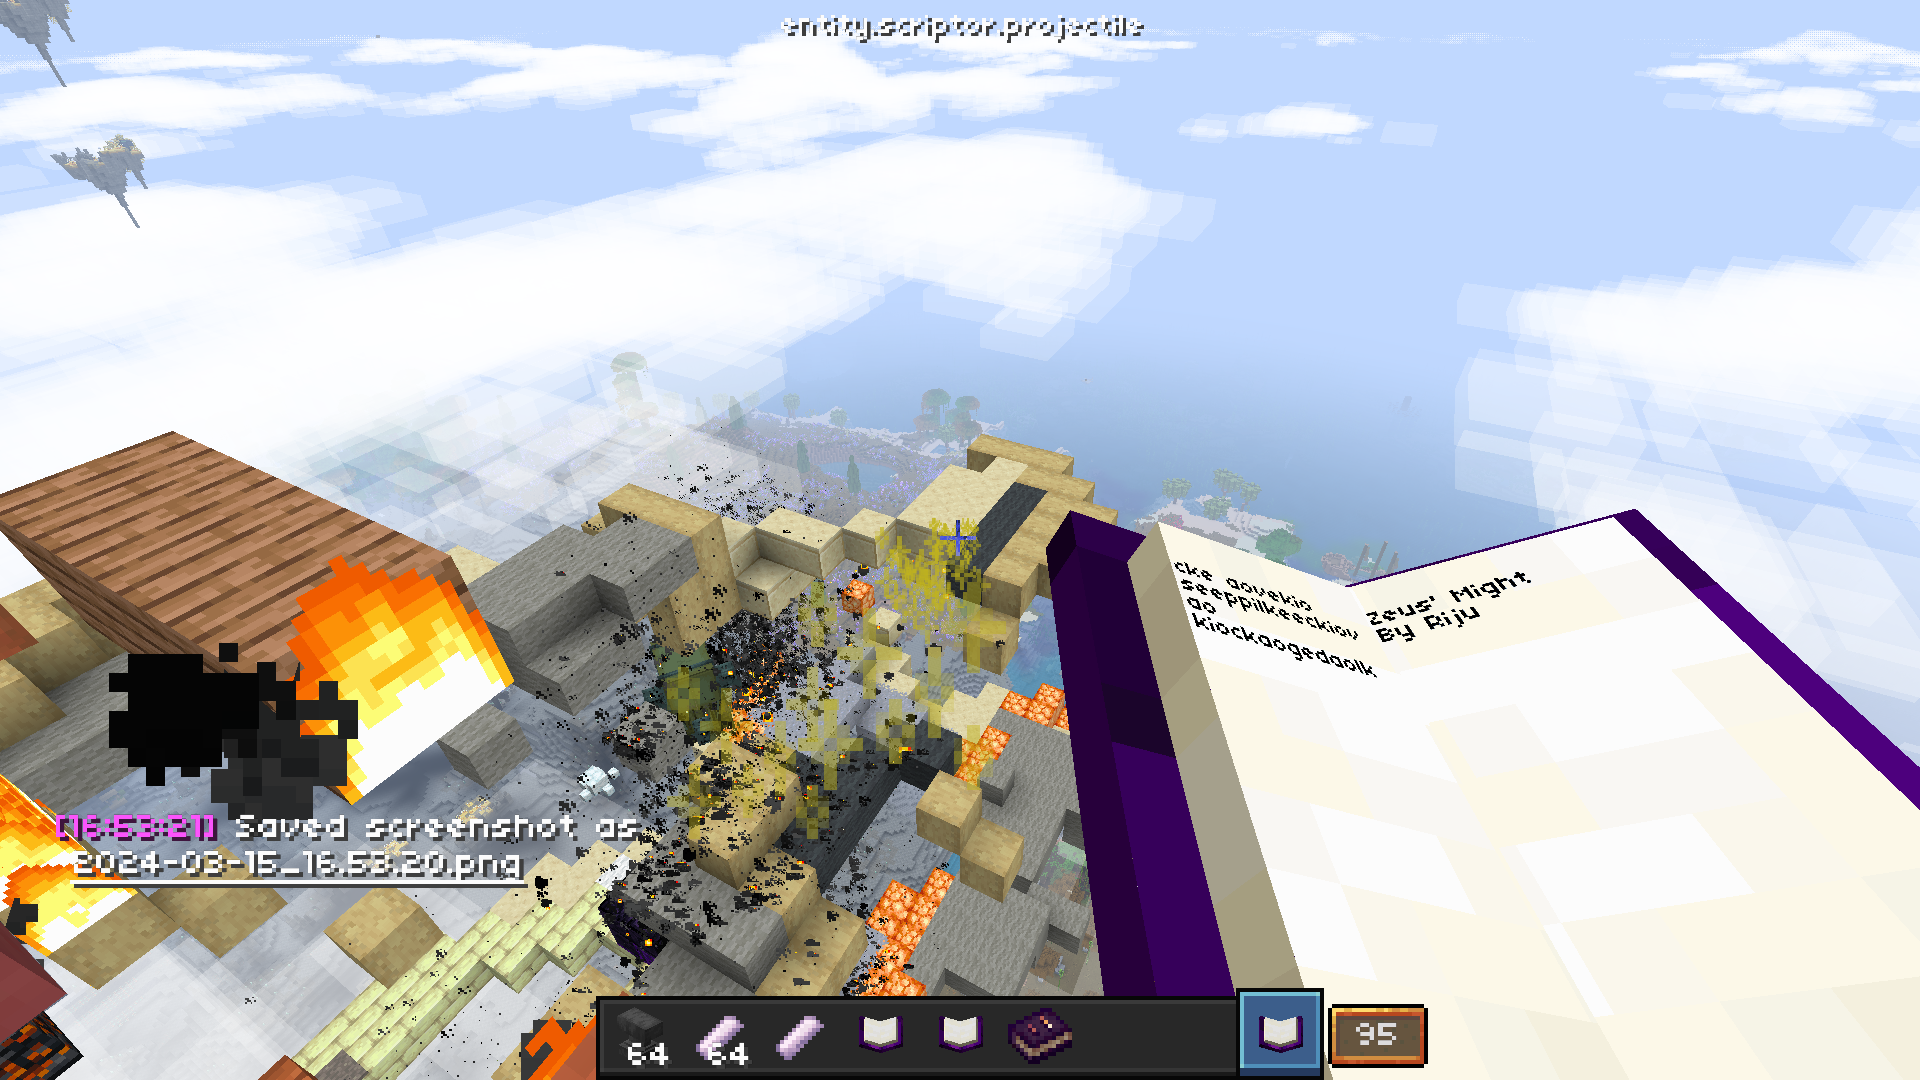 entity.scriptor.projectile
cke aovekio
seeppilkeeckiov
ao
kiockaogedaolk
Zeus' Might
By Riju
[16:53:21] Saved screenshot as
2024-03-15_16.53.20.png
64
64
95